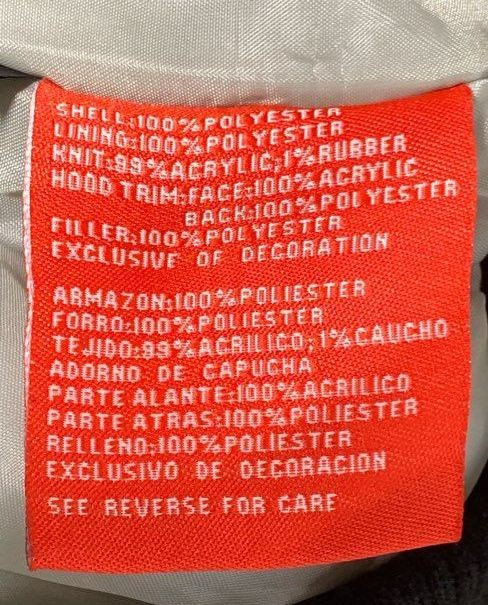 SHELL:100%POLYESTER
LINING:100%POLYESTER
KNIT:99%ACRYLIC;1%RUBBER
HOOD TRIM:FACE:100%ACRYLIC
BACK:100%POLYESTER
FILLER:100%POLYESTER
EXCLUSIVE OF DECORATION
ARMAZON:100%POLIESTER
FORRO:100%POLIESTER
TEJIDO:99%ACRILICO;1%CAUCHO
ADORNO DE CAPUCHA
PARTE ALANTE:100%ACRILICO
PARTE ATRAS:100%POLIESTER
RELLENO:100%POLIESTER
EXCLUSIVO DE DECORACION
SEE REVERSE FOR CARE